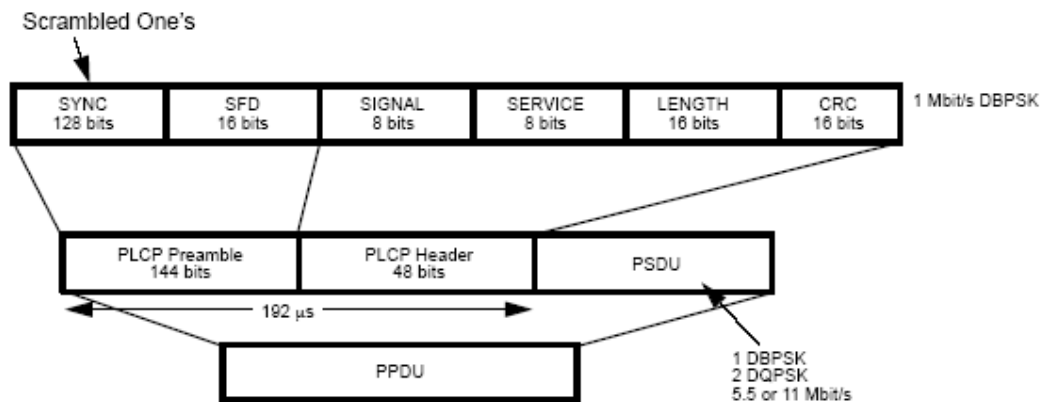 Scrambled One's
SYNC
128 bits
SFD
16 bits
SIGNAL
8 bits
SERVICE
8 bits
LENGTH
16 bits
CRC
16 bits
1 Mbit/s DBPSK
PLCP Preamble
144 bits
PLCP Header
48 bits
PSDU
192 μs
PPDU
1 DBPSK
2 DQPSK
5.5 or 11 Mbit/s